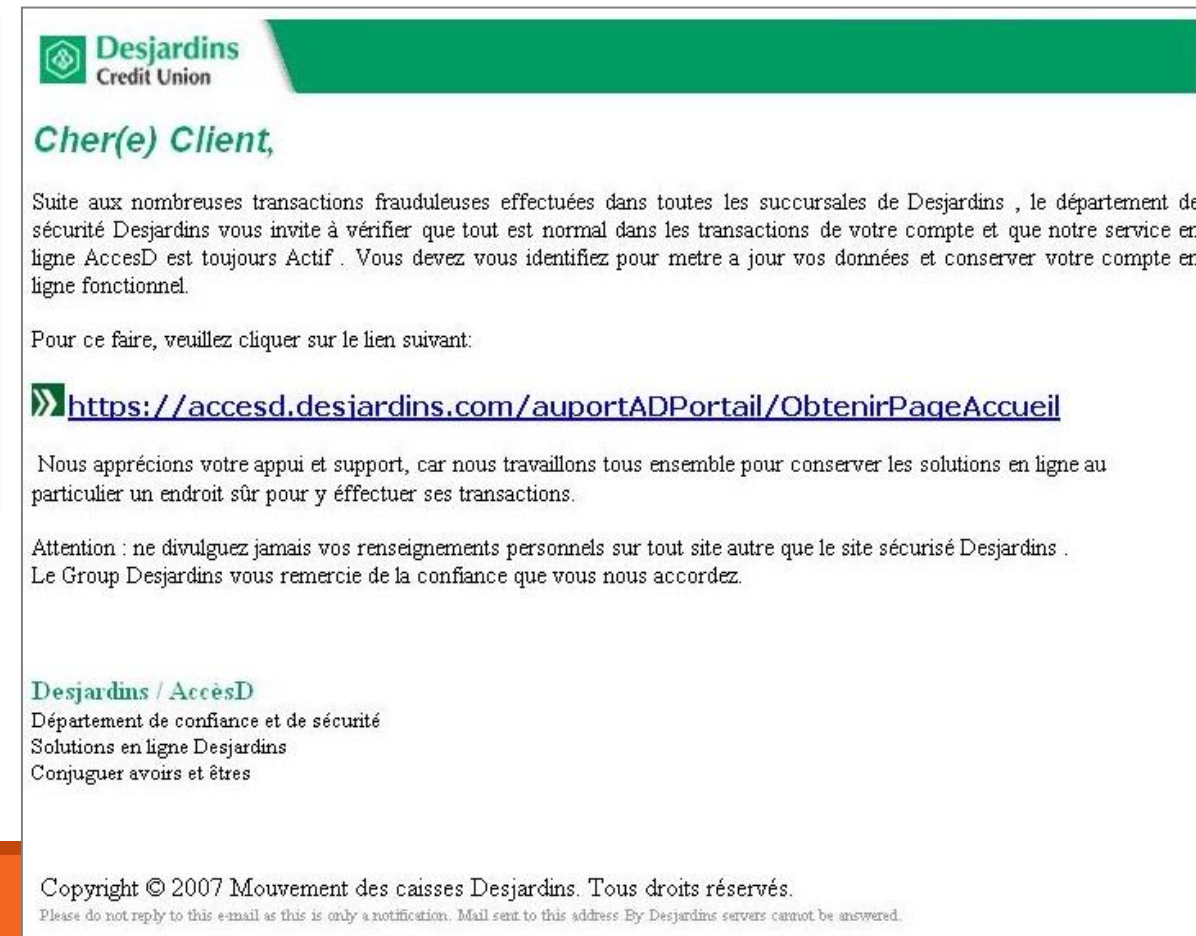 Desjardins
Credit Union
Cher(e) Client,
Suite aux nombreuses transactions frauduleuses effectuées dans toutes les succursales de Desjardins , le département de
sécurité Desjardins vous invite à vérifier que tout est normal dans les transactions de votre compte et que notre service en
ligne AccesD est toujours Actif . Vous devez vous identifiez pour metre a jour vos données et conserver votre compte en
ligne fonctionnel.
Pour ce faire, veuillez cliquer sur le lien suivant:
https://accesd.desjardins.com/auportADPortail/ObtenirPageAccueil
Nous apprécions votre appui et support, car nous travaillons tous ensemble pour conserver les solutions en ligne au
particulier un endroit sûr pour y éffectuer ses transactions.
Attention : ne divulguez jamais vos renseignements personnels sur tout site autre que le site sécurisé Desjardins .
Le Group Desjardins vous remercie de la confiance que vous nous accordez.
Desjardins / AccèsD
Département de confiance et de sécurité
Solutions en ligne Desjardins
Conjuguer avoirs et êtres
Copyright © 2007 Mouvement des caisses Desjardins. Tous droits réservés.
Please do not reply to this e-mail as this is only a notification. Mail sent to this address By Desjardins servers cannot be answered.